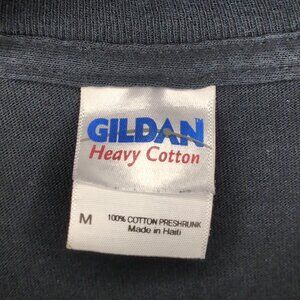 GILDAN
Heavy Cotton
M
100% COTTON PRESHRUNK
Made in Haiti